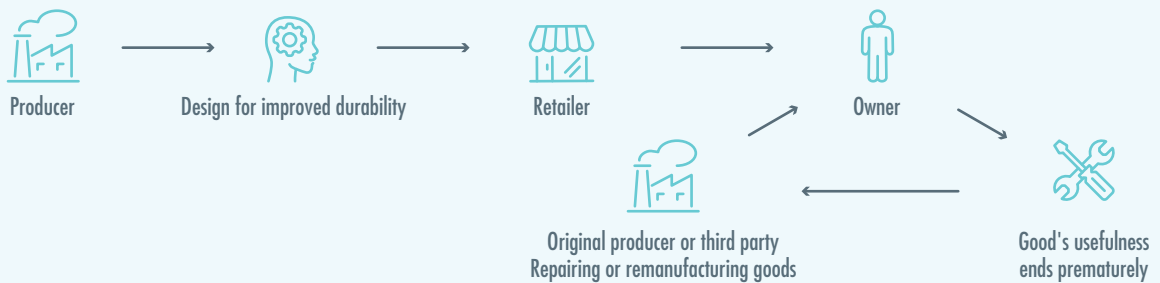 Producer
Design for improved durability
Retailer
Owner
Original producer or third party
Repairing or remanufacturing goods
Good's usefulness
ends prematurely